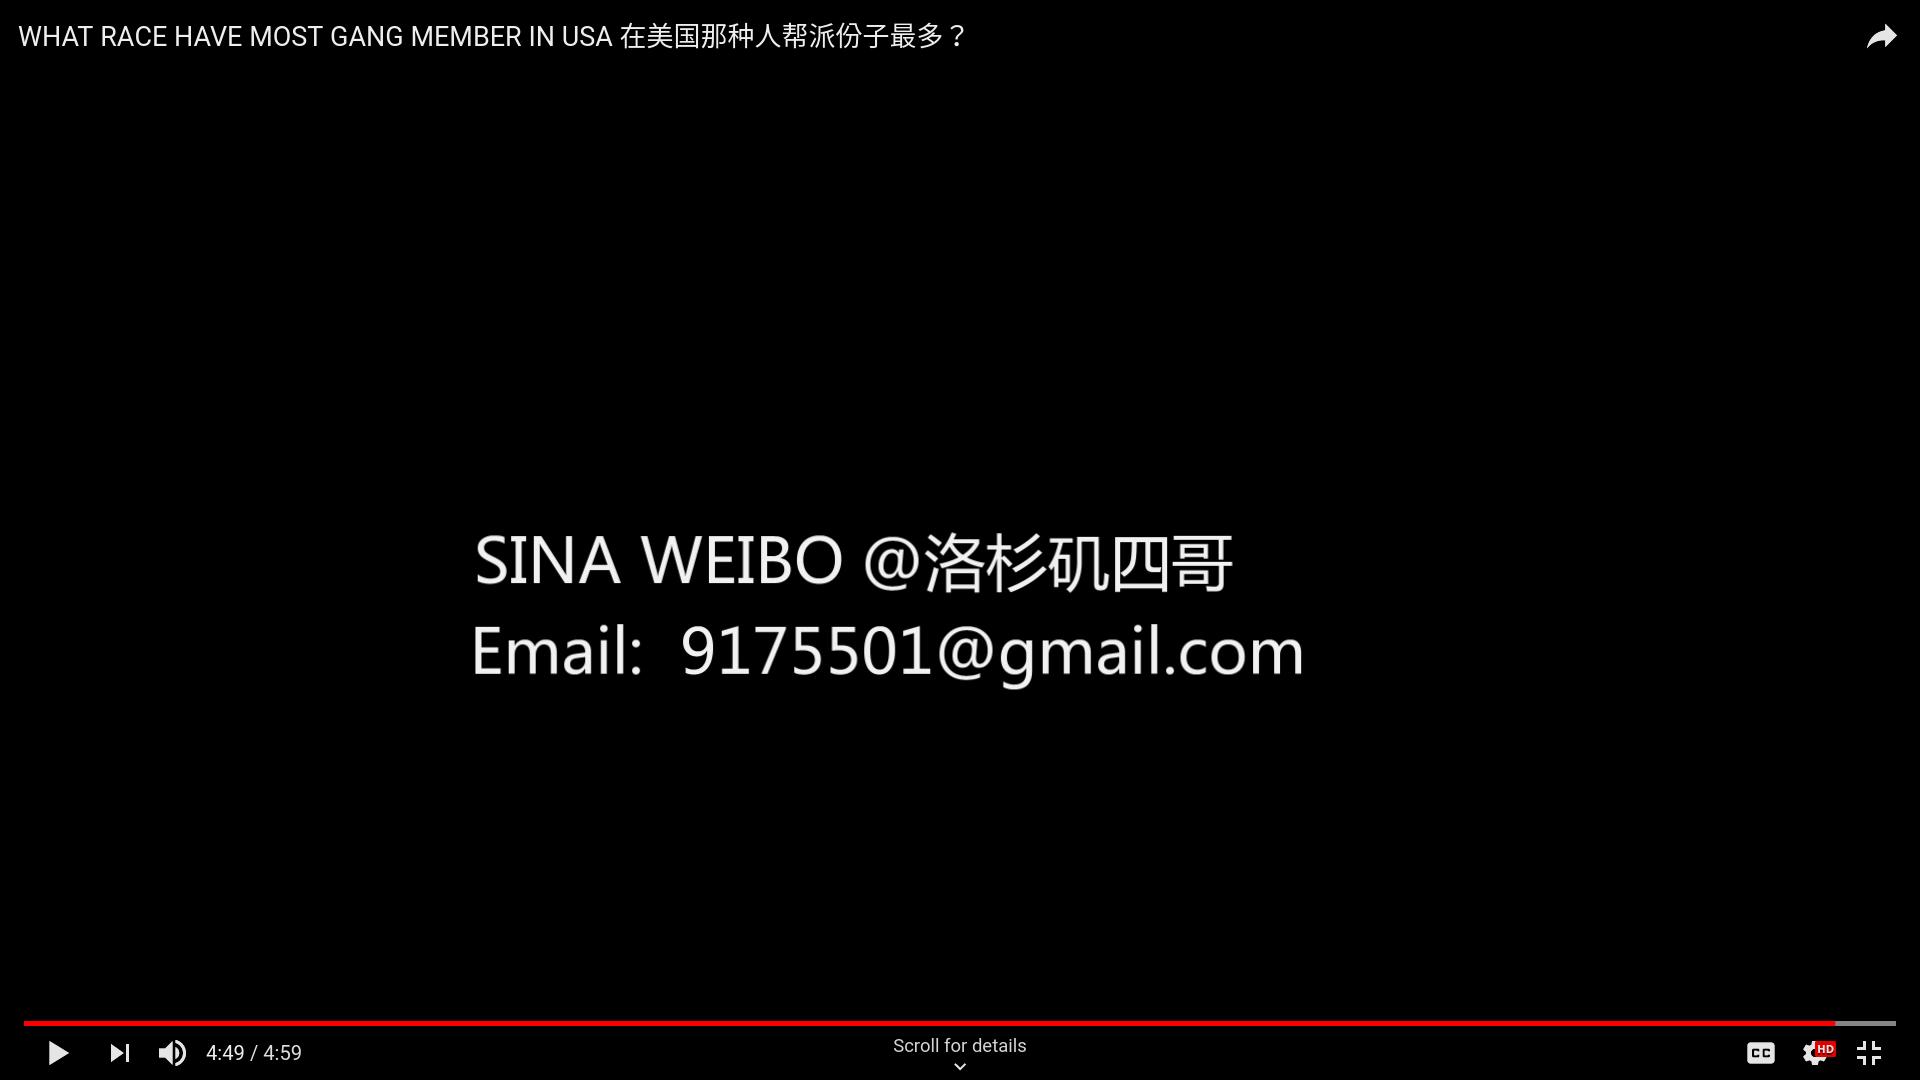 WHAT RACE HAVE MOST GANG MEMBER IN USA 在美国那种人帮派份子最多？
SINA WEIBO @洛杉矶四哥
Email: 9175501@gmail.com
4:49 / 4:59
Scroll for details
CC
HD